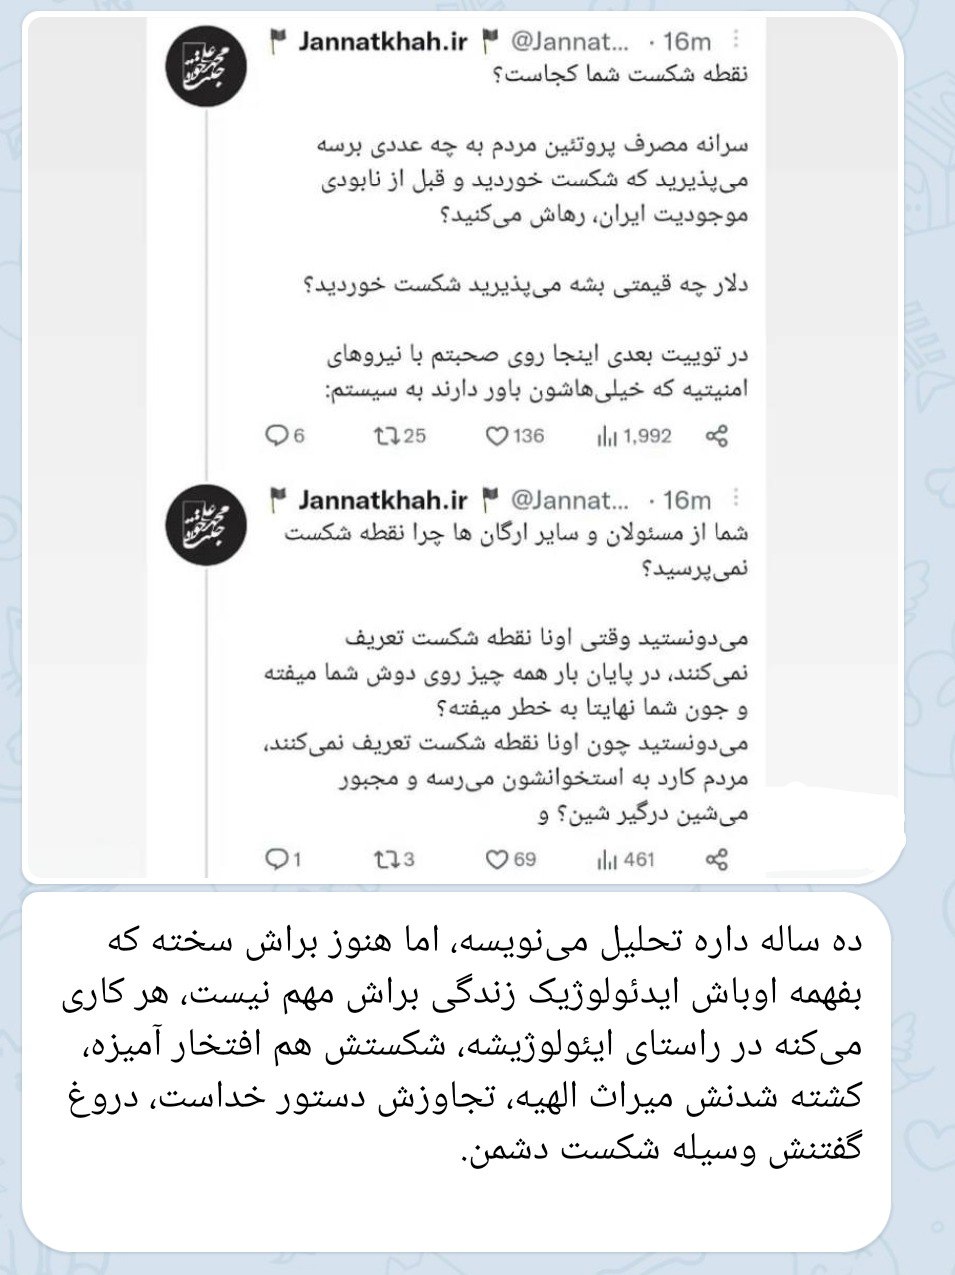 Jannatkhah.ir @Jannat... · 16m
نقطه شکست شما کجاست؟
سرانه مصرف پروتئین مردم به چه عددی برسه
می‌پذیرید که شکست خوردید و قبل از نابودی
موجودیت ایران، رهاش می‌کنید؟
دلار چه قیمتی بشه می‌پذیرید شکست خوردید؟
در توییت بعدی اینجا روی صحبتم با نیروهای
امنیتیه که خیلی‌هاشون باور دارند به سیستم:
6 25 136 1,992
Jannatkhah.ir @Jannat... · 16m
شما از مسئولان و سایر ارگان ها چرا نقطه شکست
نمی‌پرسید؟
می‌دونستید وقتی اونا نقطه شکست تعریف
نمی‌کنند، در پایان بار همه چیز روی دوش شما میفته
و جون شما نهایتا به خطر میفته؟
می‌دونستید چون اونا نقطه شکست تعریف نمی‌کنند،
مردم کارد به استخوانشون می‌رسه و مجبور
می‌شین درگیر شین؟ و
1 3 69 461
ده ساله داره تحلیل می‌نویسه، اما هنوز براش سخته که
بفهمه اوباش ایدئولوژیک زندگی براش مهم نیست، هر کاری
می‌کنه در راستای ایئولوژیشه، شکستش هم افتخار آمیزه،
کشته شدنش میراث الهیه، تجاوزش دستور خداست، دروغ
گفتنش وسیله شکست دشمن.